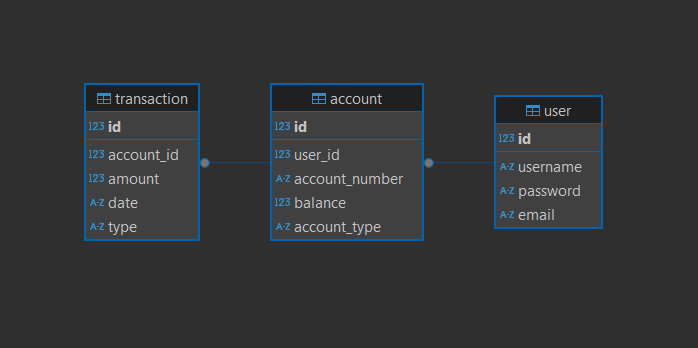 transaction
123 id
123 account_id
123 amount
A-Z date
A-Z type
account
123 id
123 user_id
A-Z account_number
123 balance
A-Z account_type
user
123 id
A-Z username
A-Z password
A-Z email